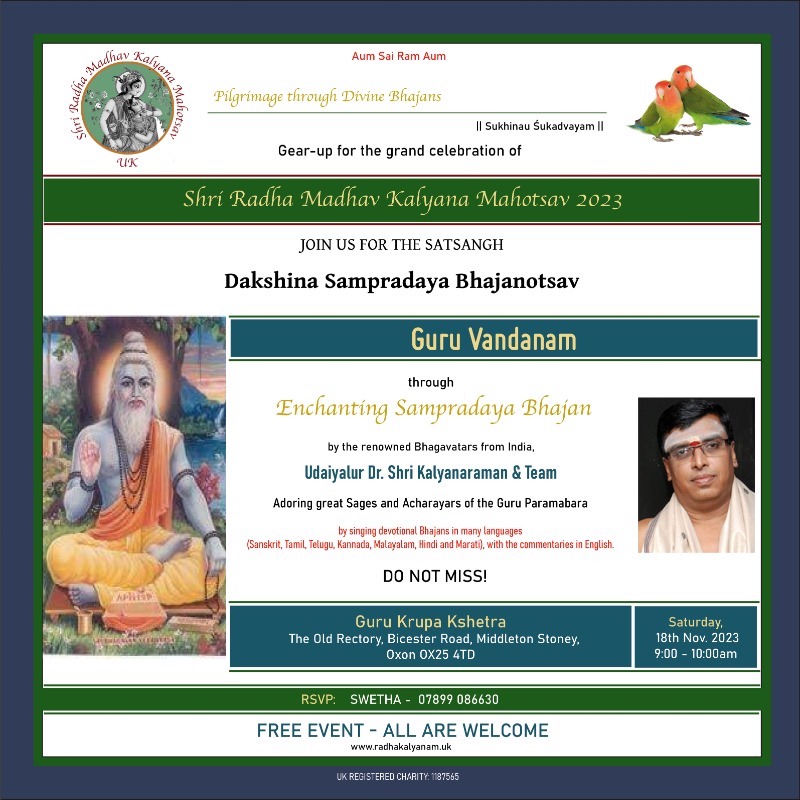 Aum Sai Ram Aum
Shri Radha Madhav Kalyana Mahotsav
UK
Pilgrimage through Divine Bhajans
|| Sukhinau Śukadvayam ||
Gear-up for the grand celebration of
Shri Radha Madhav Kalyana Mahotsav 2023
JOIN US FOR THE SATSANGH
Dakshina Sampradaya Bhajanotsav
Guru Vandanam
through
Enchanting Sampradaya Bhajan
by the renowned Bhagavatars from India,
Udaiyalur Dr. Shri Kalyanaraman & Team
Adoring great Sages and Acharayars of the Guru Paramabara
by singing devotional Bhajans in many languages
(Sanskrit, Tamil, Telugu, Kannada, Malayalam, Hindi and Marati), with the commentaries in English.
DO NOT MISS!
Guru Krupa Kshetra
The Old Rectory, Bicester Road, Middleton Stoney,
Oxon OX25 4TD
Saturday,
18th Nov. 2023
9:00 - 10:00am
RSVP: SWETHA - 07899 086630
FREE EVENT - ALL ARE WELCOME
www.radhakalyanam.uk
UK REGISTERED CHARITY: 1187565